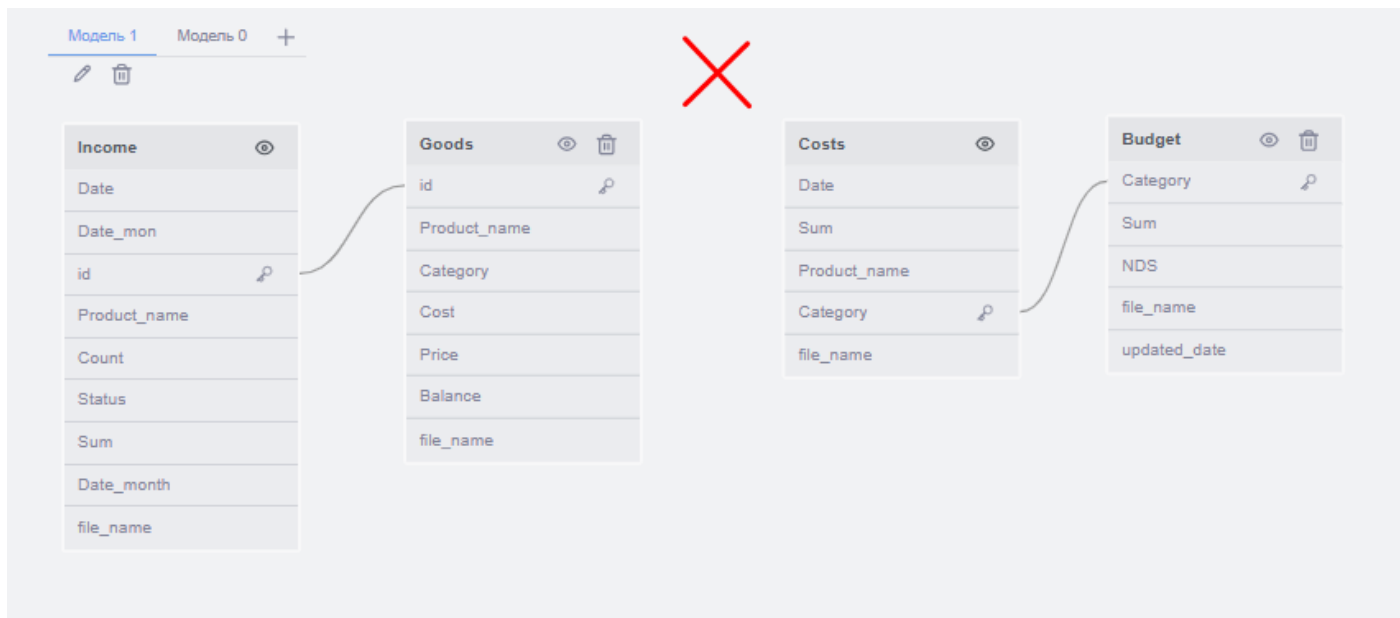 Модель 1 Модель 0
Income
Date
Date_mon
id
Product_name
Count
Status
Sum
Date_month
file_name
Goods
id
Product_name
Category
Cost
Price
Balance
file_name
Costs
Date
Sum
Product_name
Category
file_name
Budget
Category
Sum
NDS
file_name
updated_date